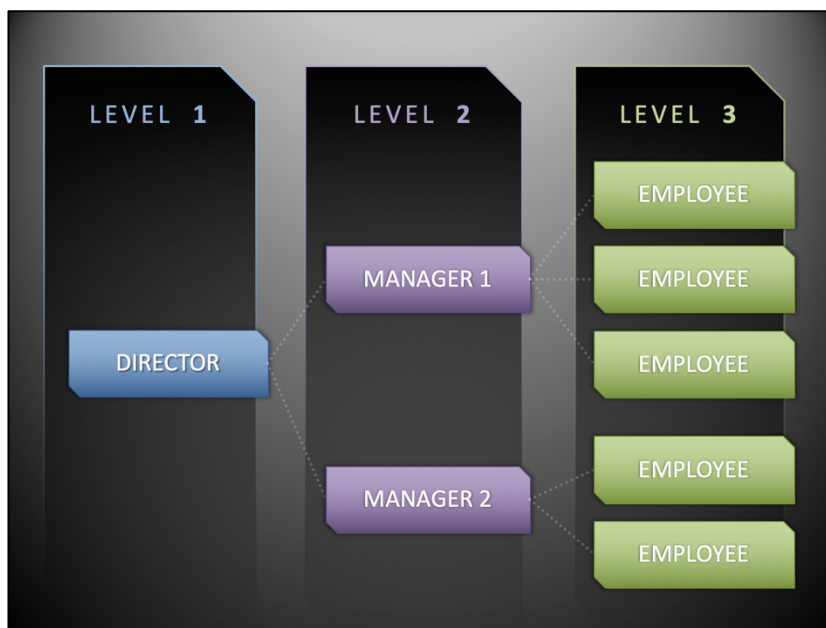 LEVEL 1
LEVEL 2
LEVEL 3
DIRECTOR
MANAGER 1
MANAGER 2
EMPLOYEE
EMPLOYEE
EMPLOYEE
EMPLOYEE
EMPLOYEE